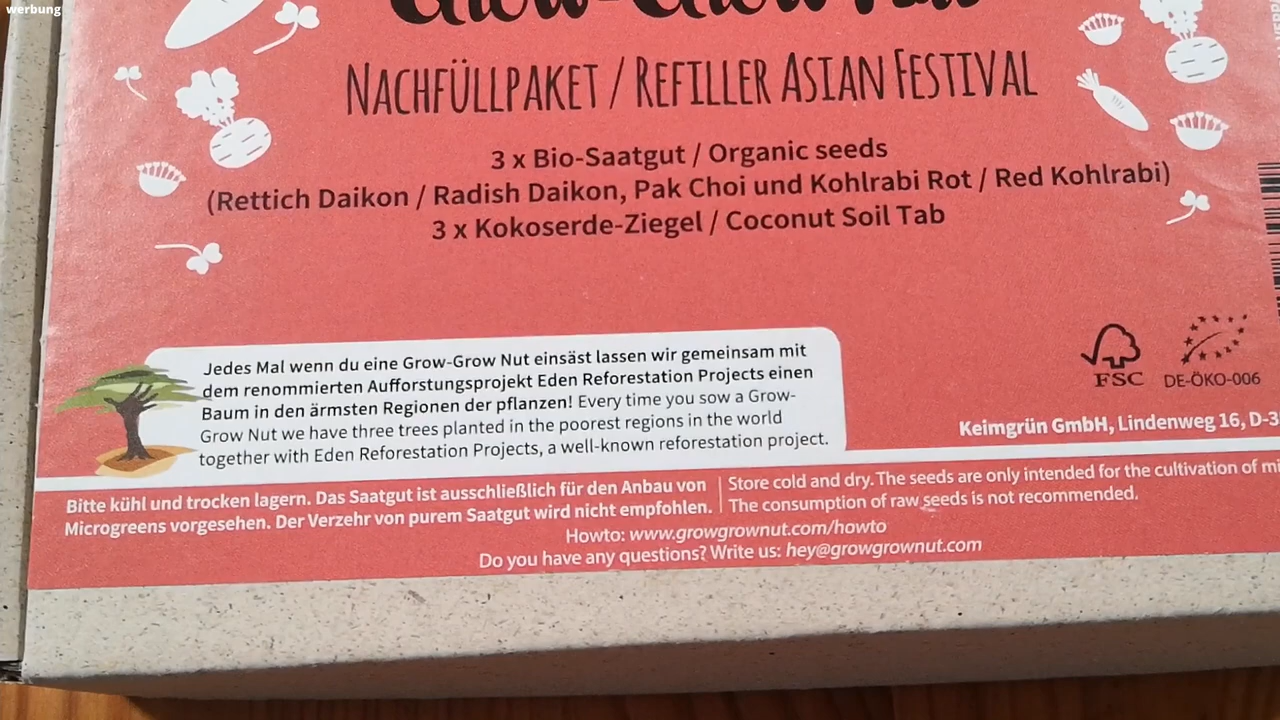 werbung
NACHFÜLLPAKET / REFILLER ASIAN FESTIVAL
3 x Bio-Saatgut / Organic seeds
(Rettich Daikon / Radish Daikon, Pak Choi und Kohlrabi Rot / Red Kohlrabi)
3 x Kokoserde-Ziegel / Coconut Soil Tab
Jedes Mal wenn du eine Grow-Grow Nut einsäst lassen wir gemeinsam mit
dem renommierten Aufforstungsprojekt Eden Reforestation Projects einen
Baum in den ärmsten Regionen der pflanzen! Every time you sow a Grow-
Grow Nut we have three trees planted in the poorest regions in the world
together with Eden Reforestation Projects, a well-known reforestation project.
FSC DE-ÖKO-006
Keimgrün GmbH, Lindenweg 16, D-3
Bitte kühl und trocken lagern. Das Saatgut ist ausschließlich für den Anbau von
Microgreens vorgesehen. Der Verzehr von purem Saatgut wird nicht empfohlen.
Store cold and dry. The seeds are only intended for the cultivation of mi
The consumption of raw seeds is not recommended.
Howto: www.growgrownut.com/howto
Do you have any questions? Write us: hey@growgrownut.com